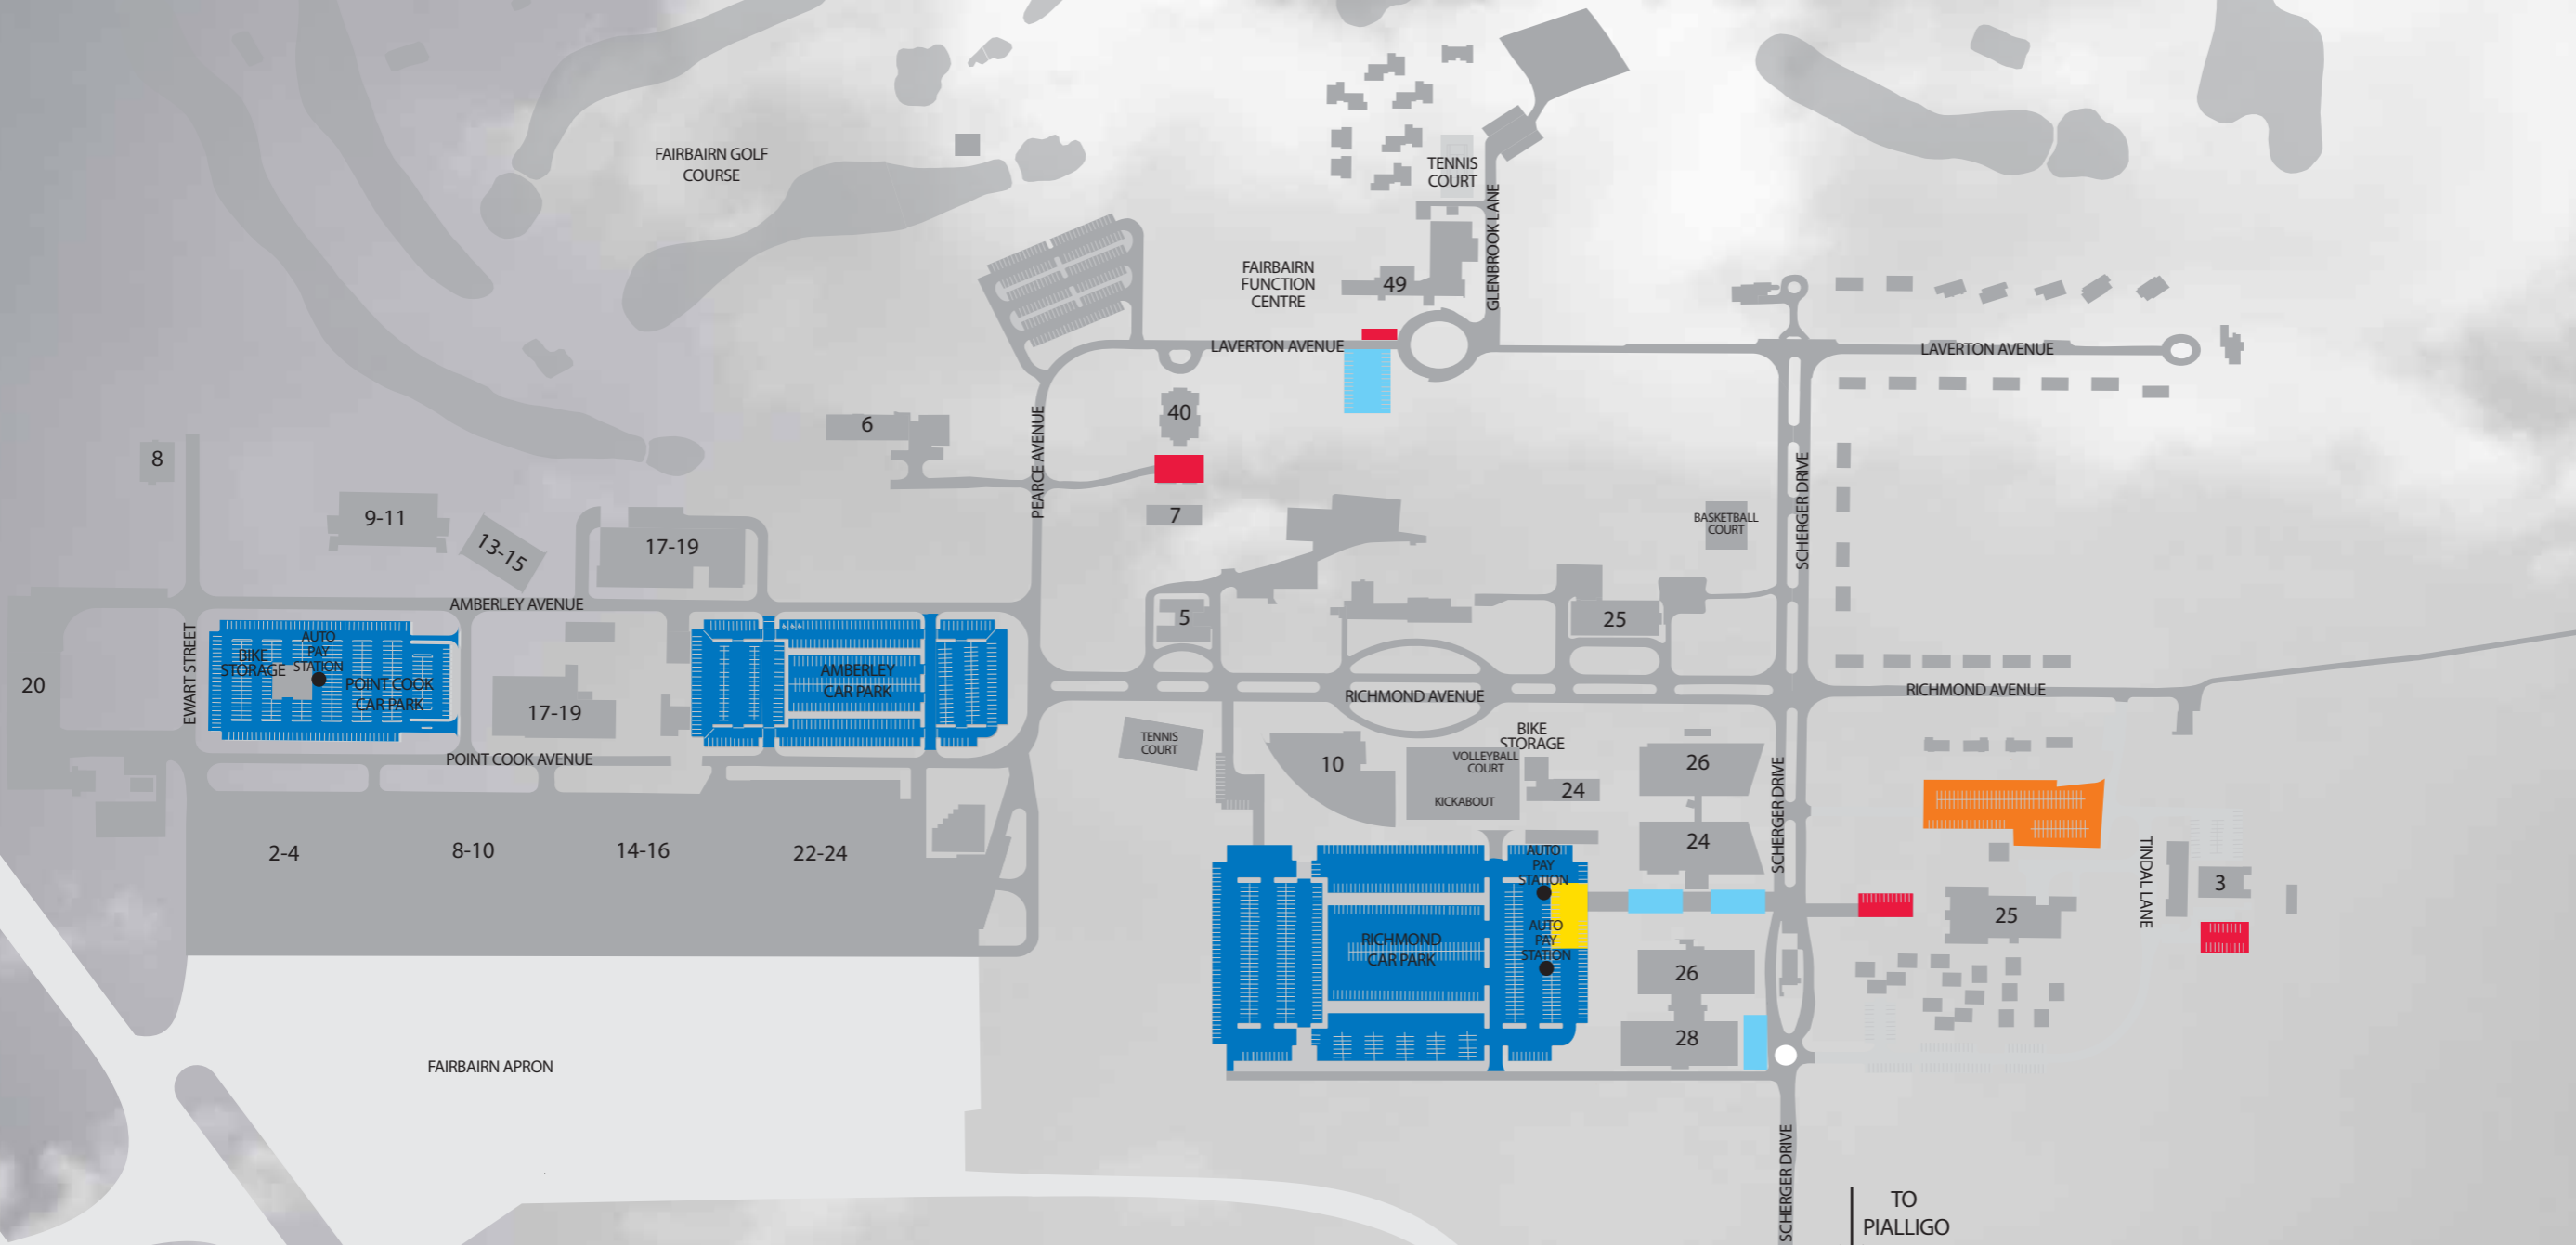 FAIRBAIRN GOLF
COURSE
TENNIS
COURT
GLENBROOK LANE
FAIRBAIRN
FUNCTION
CENTRE
49
LAVERTON AVENUE
LAVERTON AVENUE
40
6
PEARCE AVENUE
7
8
9-11
13-15
17-19
BASKETBALL
COURT
SCHERGER DRIVE
AMBERLEY AVENUE
5
25
20
EWART STREET
BIKE
STORAGE
AUTO
PAY
STATION
POINT COOK
CAR PARK
17-19
AMBERLEY
CAR PARK
RICHMOND AVENUE
RICHMOND AVENUE
POINT COOK AVENUE
TENNIS
COURT
10
BIKE
STORAGE
VOLLEYBALL
COURT
KICKABOUT
24
26
24
SCHERGER DRIVE
2-4
8-10
14-16
22-24
AUTO
PAY
STATION
AUTO
PAY
STATION
RICHMOND
CAR PARK
26
28
TINDAL LANE
3
25
FAIRBAIRN APRON
SCHERGER DRIVE
TO
PIALLIGO